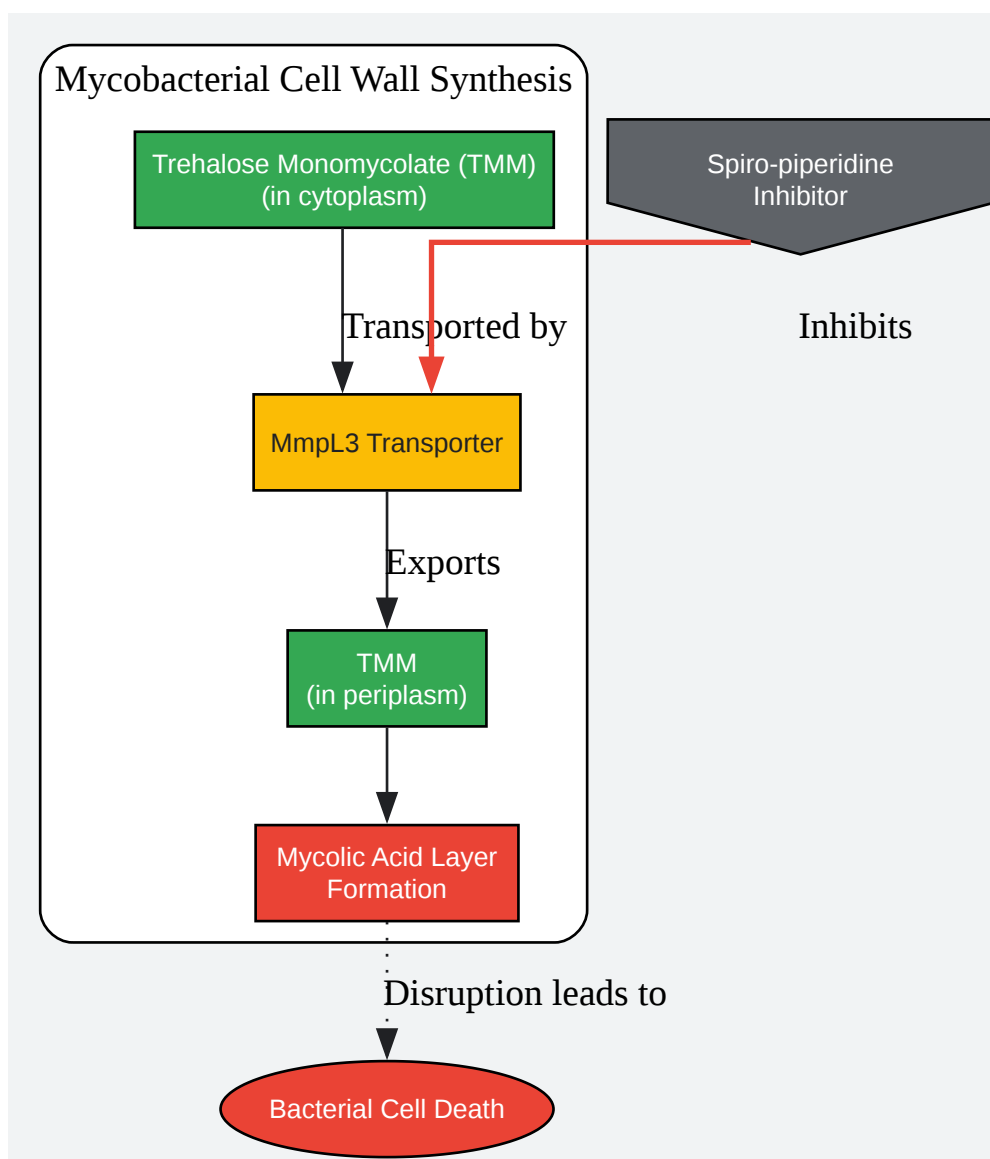 Mycobacterial Cell Wall Synthesis
Trehalose Monomycolate (TMM)
(in cytoplasm)
Spiro-piperidine
Inhibitor
Transported by
Inhibits
MmpL3 Transporter
Exports
TMM
(in periplasm)
Mycolic Acid Layer
Formation
Disruption leads to
Bacterial Cell Death